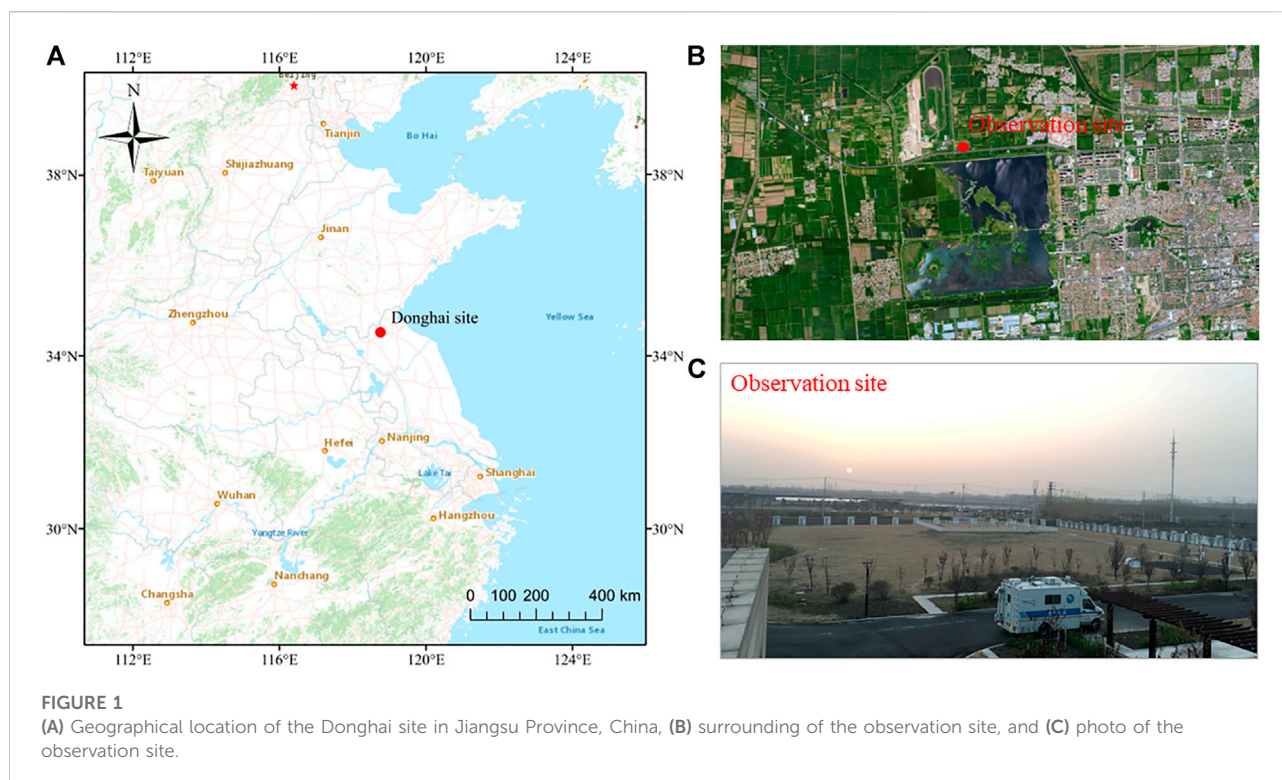 A
112°E 116°E 120°E 124°E
N
Beijing
Tianjin
Bo Hai
38°N
Shijiazhuang
Taiyuan
38°N
Jinan
Zhengzhou
Donghai site
Yellow Sea
34°N
34°N
Hefei
Nanjing
Lake Tai
Shanghai
Wuhan
Hangzhou
30°N
Yangtze River
30°N
Nanchang
Changsha
0 100 200 400 km
East China Sea
112°E 116°E 120°E 124°E
B
Observation site
C
Observation site
FIGURE 1
(A) Geographical location of the Donghai site in Jiangsu Province, China, (B) surrounding of the observation site, and (C) photo of the
observation site.